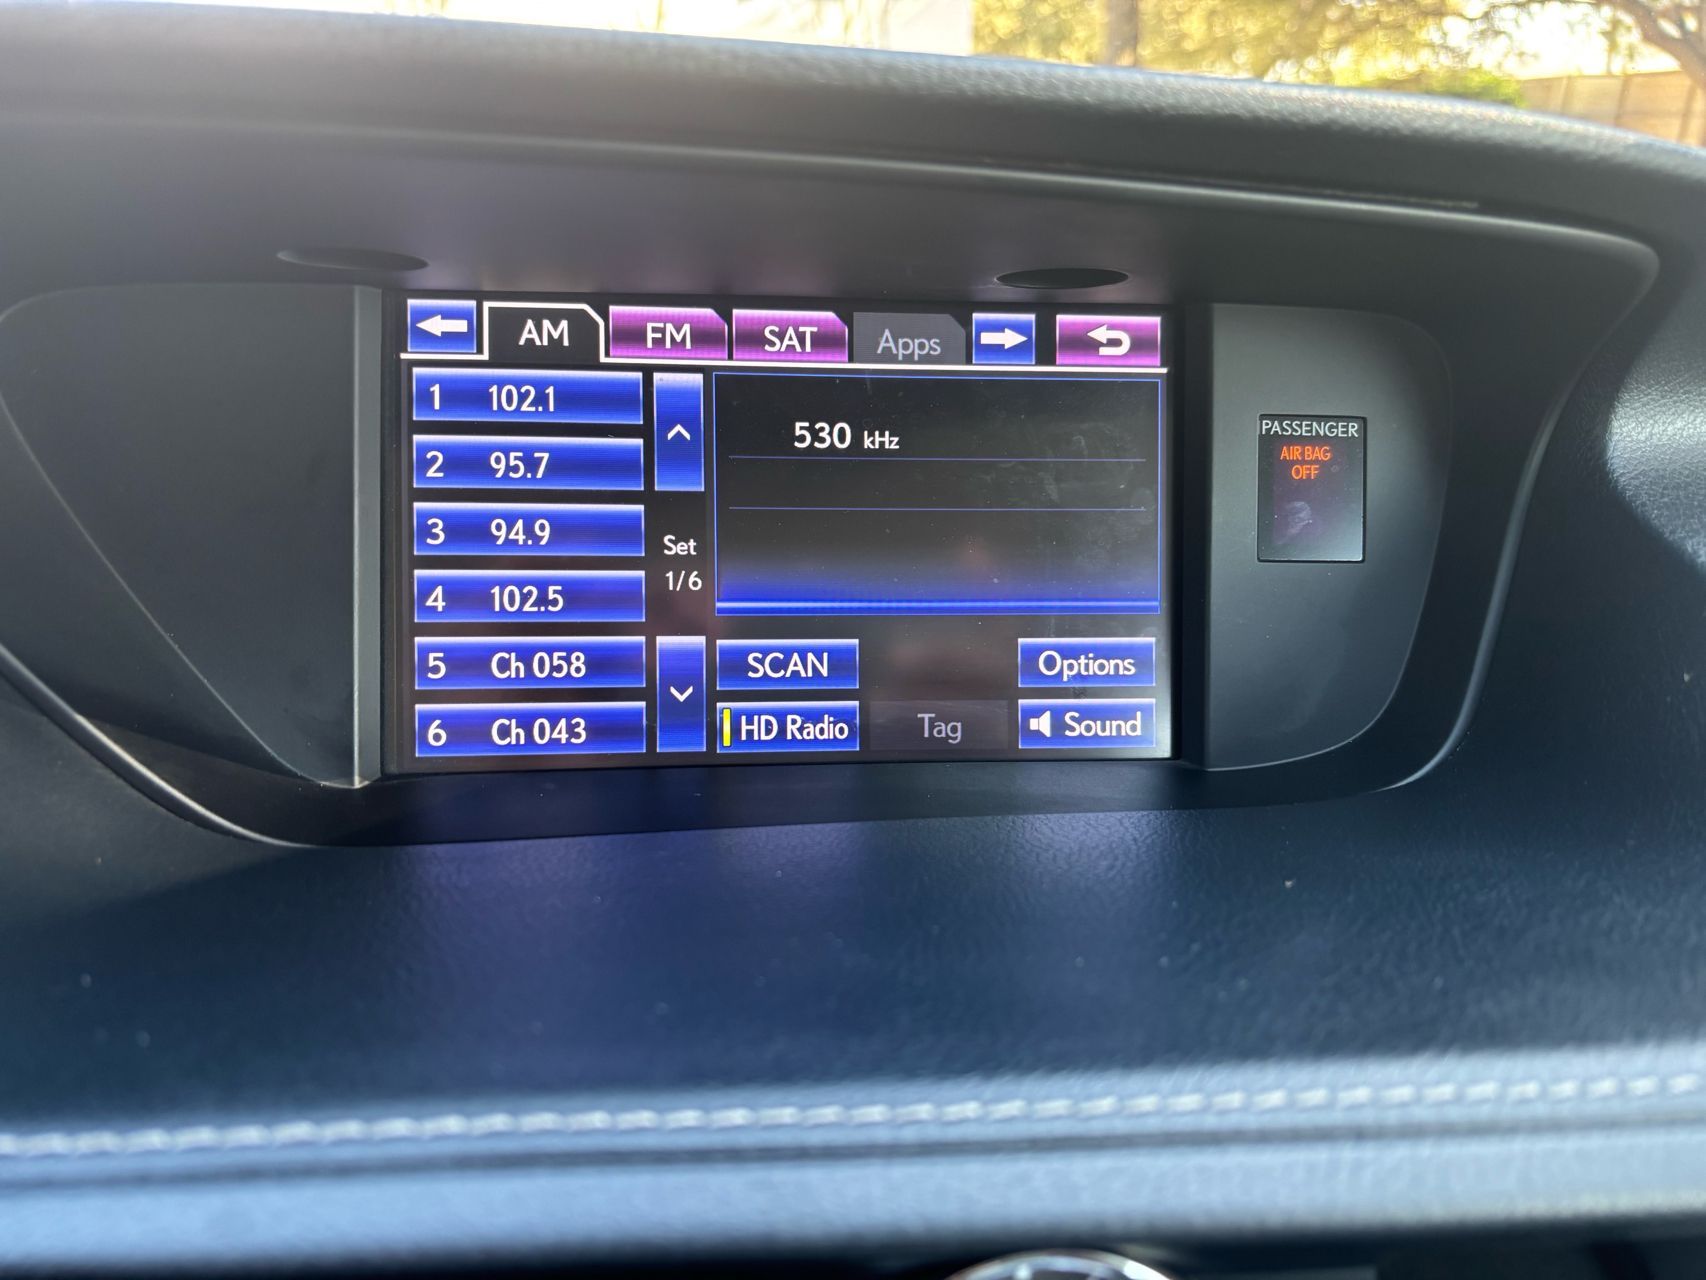 AM FM SAT Apps
1 102.1
2 95.7
3 94.9
4 102.5
5 Ch 058
6 Ch 043
Set
1/6
530 kHz
SCAN
Options
HD Radio
Tag
Sound
PASSENGER
AIR BAG
OFF